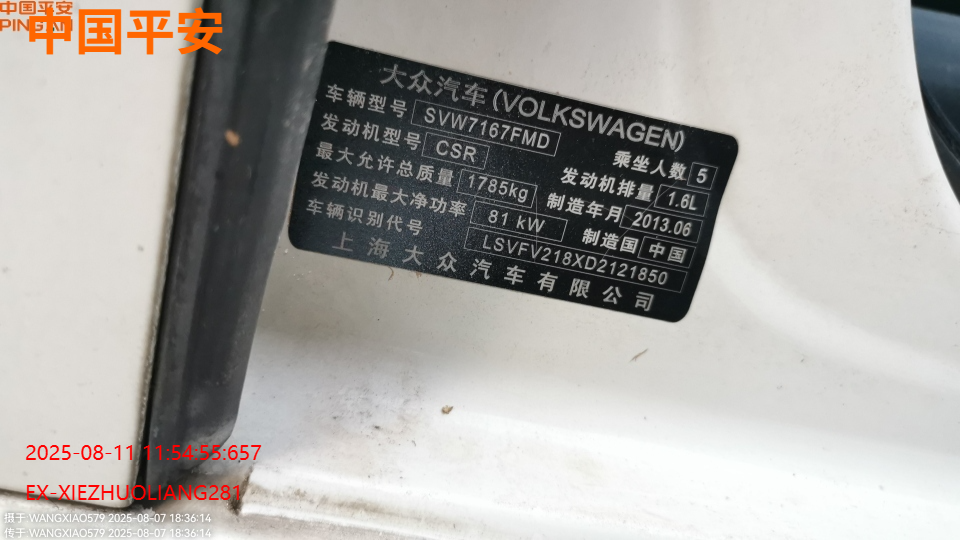 中国平安
PING AN
中国平安
大众汽车(VOLKSWAGEN)
车辆型号 SVW7167FMD 乘坐人数 5
发动机型号 CSR 发动机排量 1.6L
最大允许总质量 1785kg 制造年月 2013.06
发动机最大净功率 81 kW 制造国 中国
车辆识别代号 LSVFV218XD2121850
上海大众汽车有限公司
2025-08-11 11:54:55:657
EX-XIEZHUOLIANG281
摄于 WANGXIAO579 2025-08-07 18:36:14
传于 WANGXIAO579 2025-08-07 18:36:14